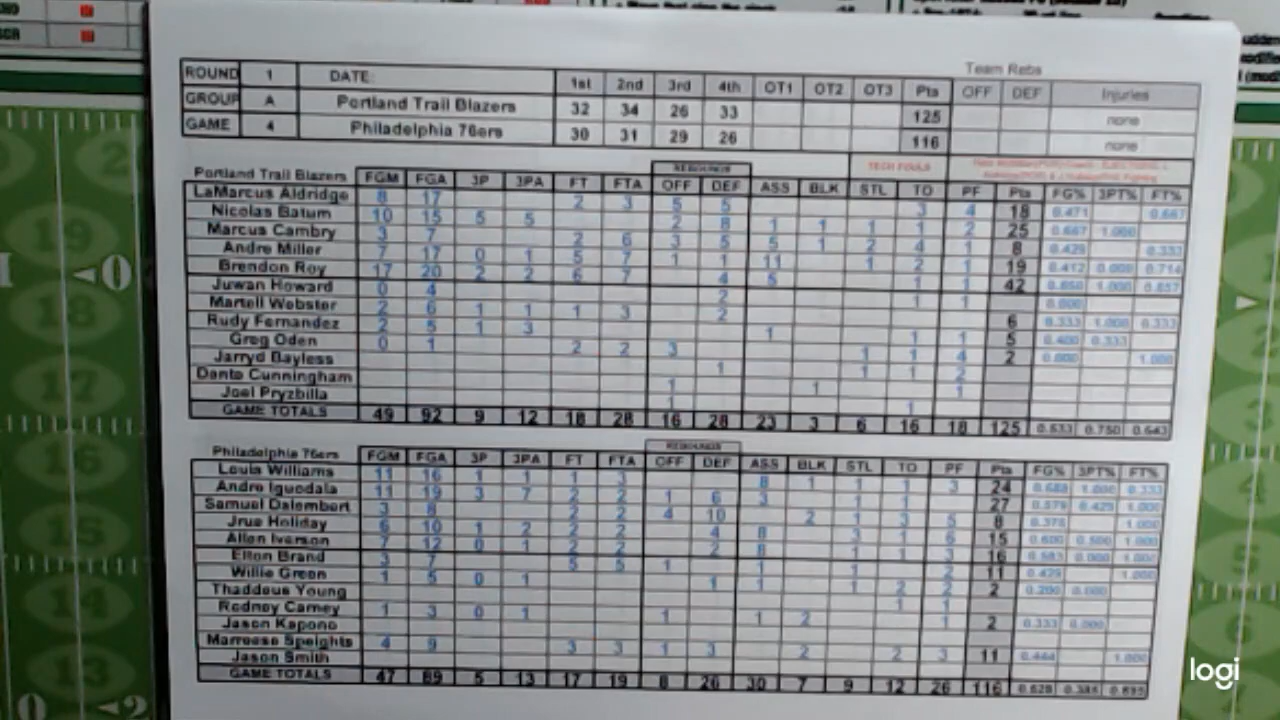 Team Rebs
ROUND 1 DATE: 1st 2nd 3rd 4th OT1 OT2 OT3 Pts OFF DEF Injuries
GROUP A Portland Trail Blazers 32 34 26 33 125 none
GAME 4 Philadelphia 76ers 30 31 29 26 116 none
REBOUNDS TECH FOULS
Portland Trail Blazers FGM FGA 3P 3PA FT FTA OFF DEF ASS BLK STL TO PF Pts FG% 3PT% FT%
LaMarcus Aldridge 8 17 2 3 5 5 3 4 18 0.471 0.667
Nicolas Batum 10 15 5 5 2 8 1 1 1 1 2 25 0.667 1.000
Marcus Camby 3 7 2 6 3 5 5 1 2 4 1 8 0.429 0.333
Andre Miller 7 17 0 1 5 7 1 1 11 1 2 1 19 0.412 0.000 0.714
Brendon Roy 17 20 2 2 6 7 4 5 1 1 42 0.850 1.000 0.857
Juwan Howard 0 4 2 1 1 0.000
Martell Webster 2 6 1 1 1 3 2 6 0.333 1.000 0.333
Rudy Fernandez 2 5 1 3 1 1 1 5 0.400 0.333
Greg Oden 0 1 2 2 3 1 1 4 2 0.000 1.000
Jarryd Bayless 1 1 1 2
Dante Cunningham 1 1 1
Joel Pryzbilla 1 1
GAME TOTALS 49 92 9 12 18 28 16 28 23 3 6 16 18 125 0.533 0.750 0.643
REBOUNDS
Philadelphia 76ers FGM FGA 3P 3PA FT FTA OFF DEF ASS BLK STL TO PF Pts FG% 3PT% FT%
Louis Williams 11 16 1 1 1 3 8 1 1 1 3 24 0.688 1.000 0.333
Andre Iguodala 11 19 3 7 2 2 1 6 3 1 1 27 0.579 0.429 1.000
Samuel Dalembert 3 8 2 2 4 10 2 1 3 5 8 0.375 1.000
Jrue Holiday 6 10 1 2 2 2 4 8 3 1 6 15 0.600 0.500 1.000
Allen Iverson 7 12 0 1 2 2 2 8 1 1 3 16 0.583 0.000 1.000
Elton Brand 3 7 5 5 1 1 1 2 11 0.429 1.000
Willie Green 1 5 0 1 1 1 1 2 2 2 0.200 0.000
Thaddeus Young 1 1
Rodney Carney 1 3 0 1 1 1 2 1 2 0.333 0.000
Jason Kapono
Marreese Speights 4 9 3 3 1 3 2 2 3 11 0.444 1.000
Jason Smith
GAME TOTALS 47 89 5 13 17 19 8 26 30 7 9 12 26 116 0.528 0.385 0.895
logi